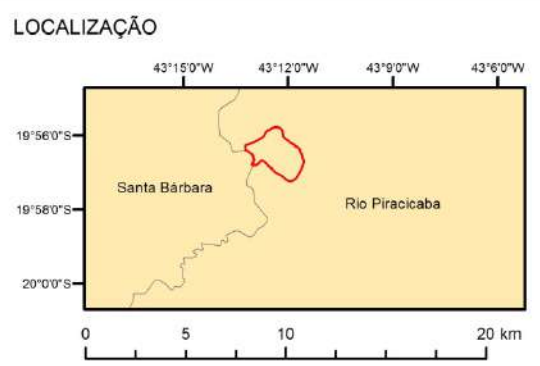 LOCALIZAÇÃO
43°15'0"W 43°12'0"W 43°9'0"W 43°6'0"W
19°56'0"S
Santa Bárbara
Rio Piracicaba
19°58'0"S
20°0'0"S
0 5 10 20 km